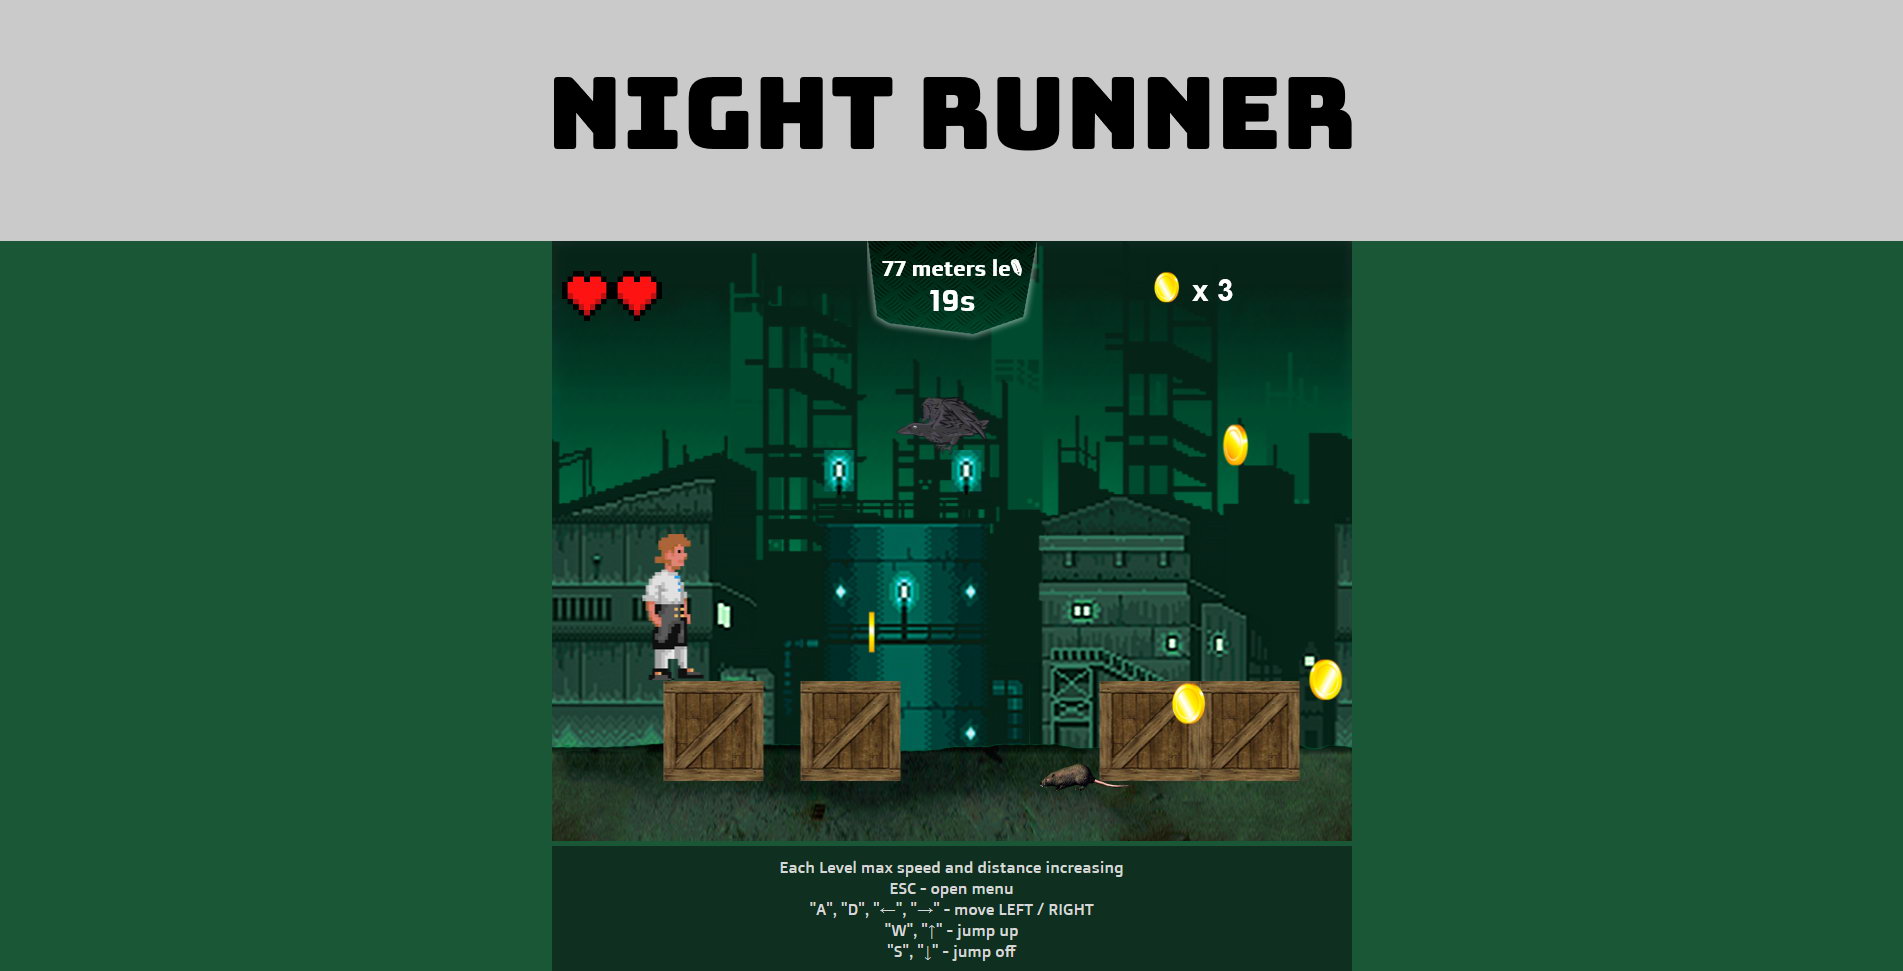 NIGHT RUNNER
77 meters left
19s
x 3
Each Level max speed and distance increasing
ESC - open menu
"A", "D", "←", "→" - move LEFT / RIGHT
"W", "↑" - jump up
"S", "↓" - jump off